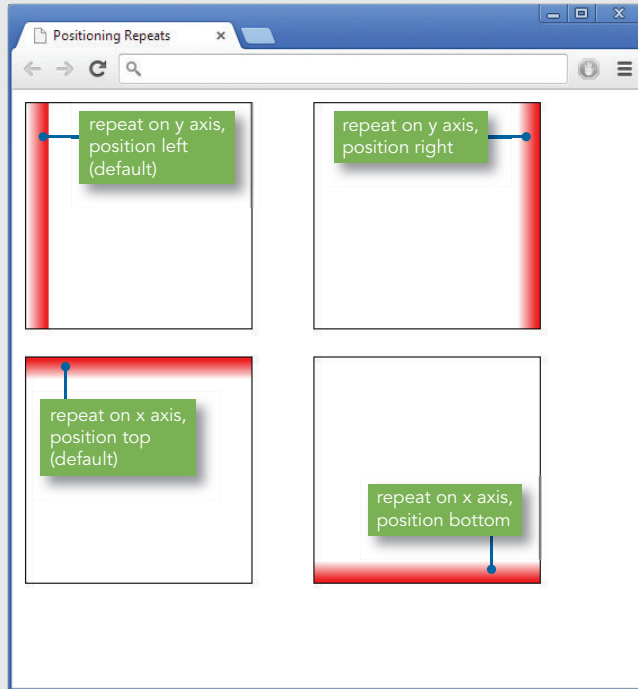 Positioning Repeats
repeat on y axis,
position left
(default)
repeat on y axis,
position right
repeat on x axis,
position top
(default)
repeat on x axis,
position bottom